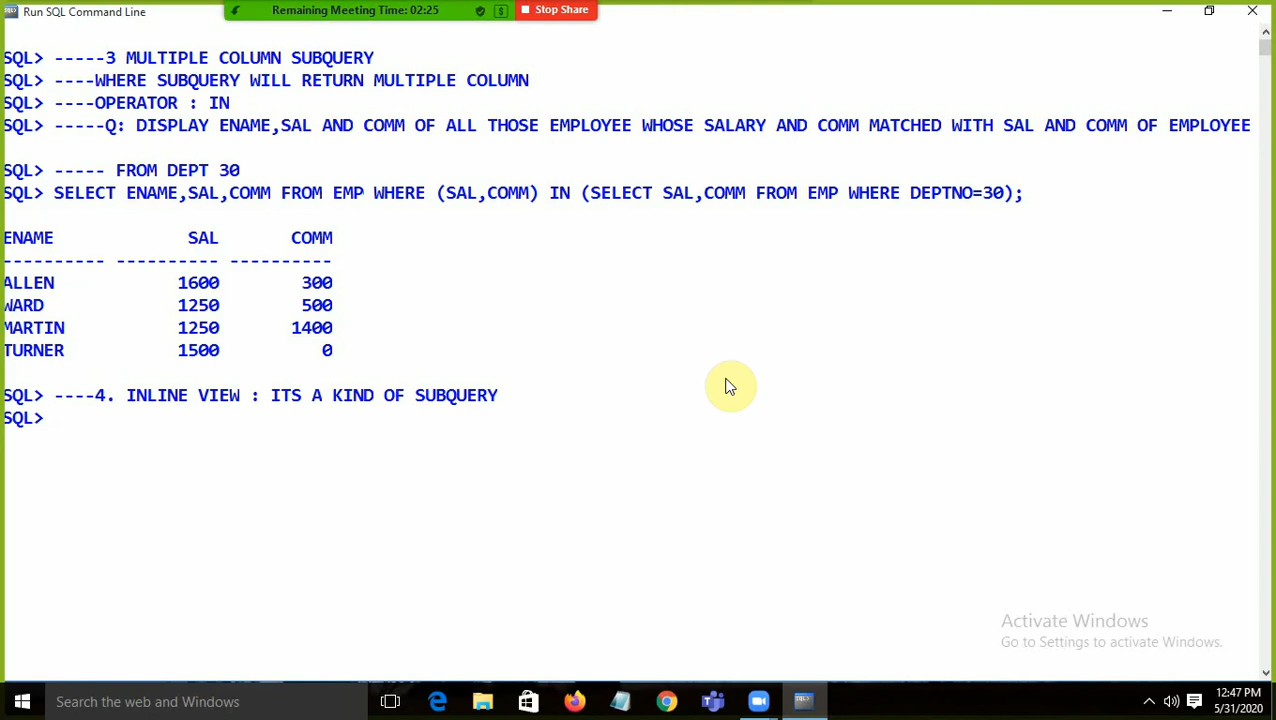 Run SQL Command Line
Remaining Meeting Time: 02:25
$
Stop Share
SQL> -----3 MULTIPLE COLUMN SUBQUERY
SQL> ----WHERE SUBQUERY WILL RETURN MULTIPLE COLUMN
SQL> ----OPERATOR : IN
SQL> -----Q: DISPLAY ENAME,SAL AND COMM OF ALL THOSE EMPLOYEE WHOSE SALARY AND COMM MATCHED WITH SAL AND COMM OF EMPLOYEE
SQL> ----- FROM DEPT 30
SQL> SELECT ENAME,SAL,COMM FROM EMP WHERE (SAL,COMM) IN (SELECT SAL,COMM FROM EMP WHERE DEPTNO=30);
ENAME SAL COMM
---------- ---------- ----------
ALLEN 1600 300
WARD 1250 500
MARTIN 1250 1400
TURNER 1500 0
SQL> ----4. INLINE VIEW : ITS A KIND OF SUBQUERY
SQL>
Activate Windows
Go to Settings to activate Windows.
Search the web and Windows
12:47 PM
5/31/2020